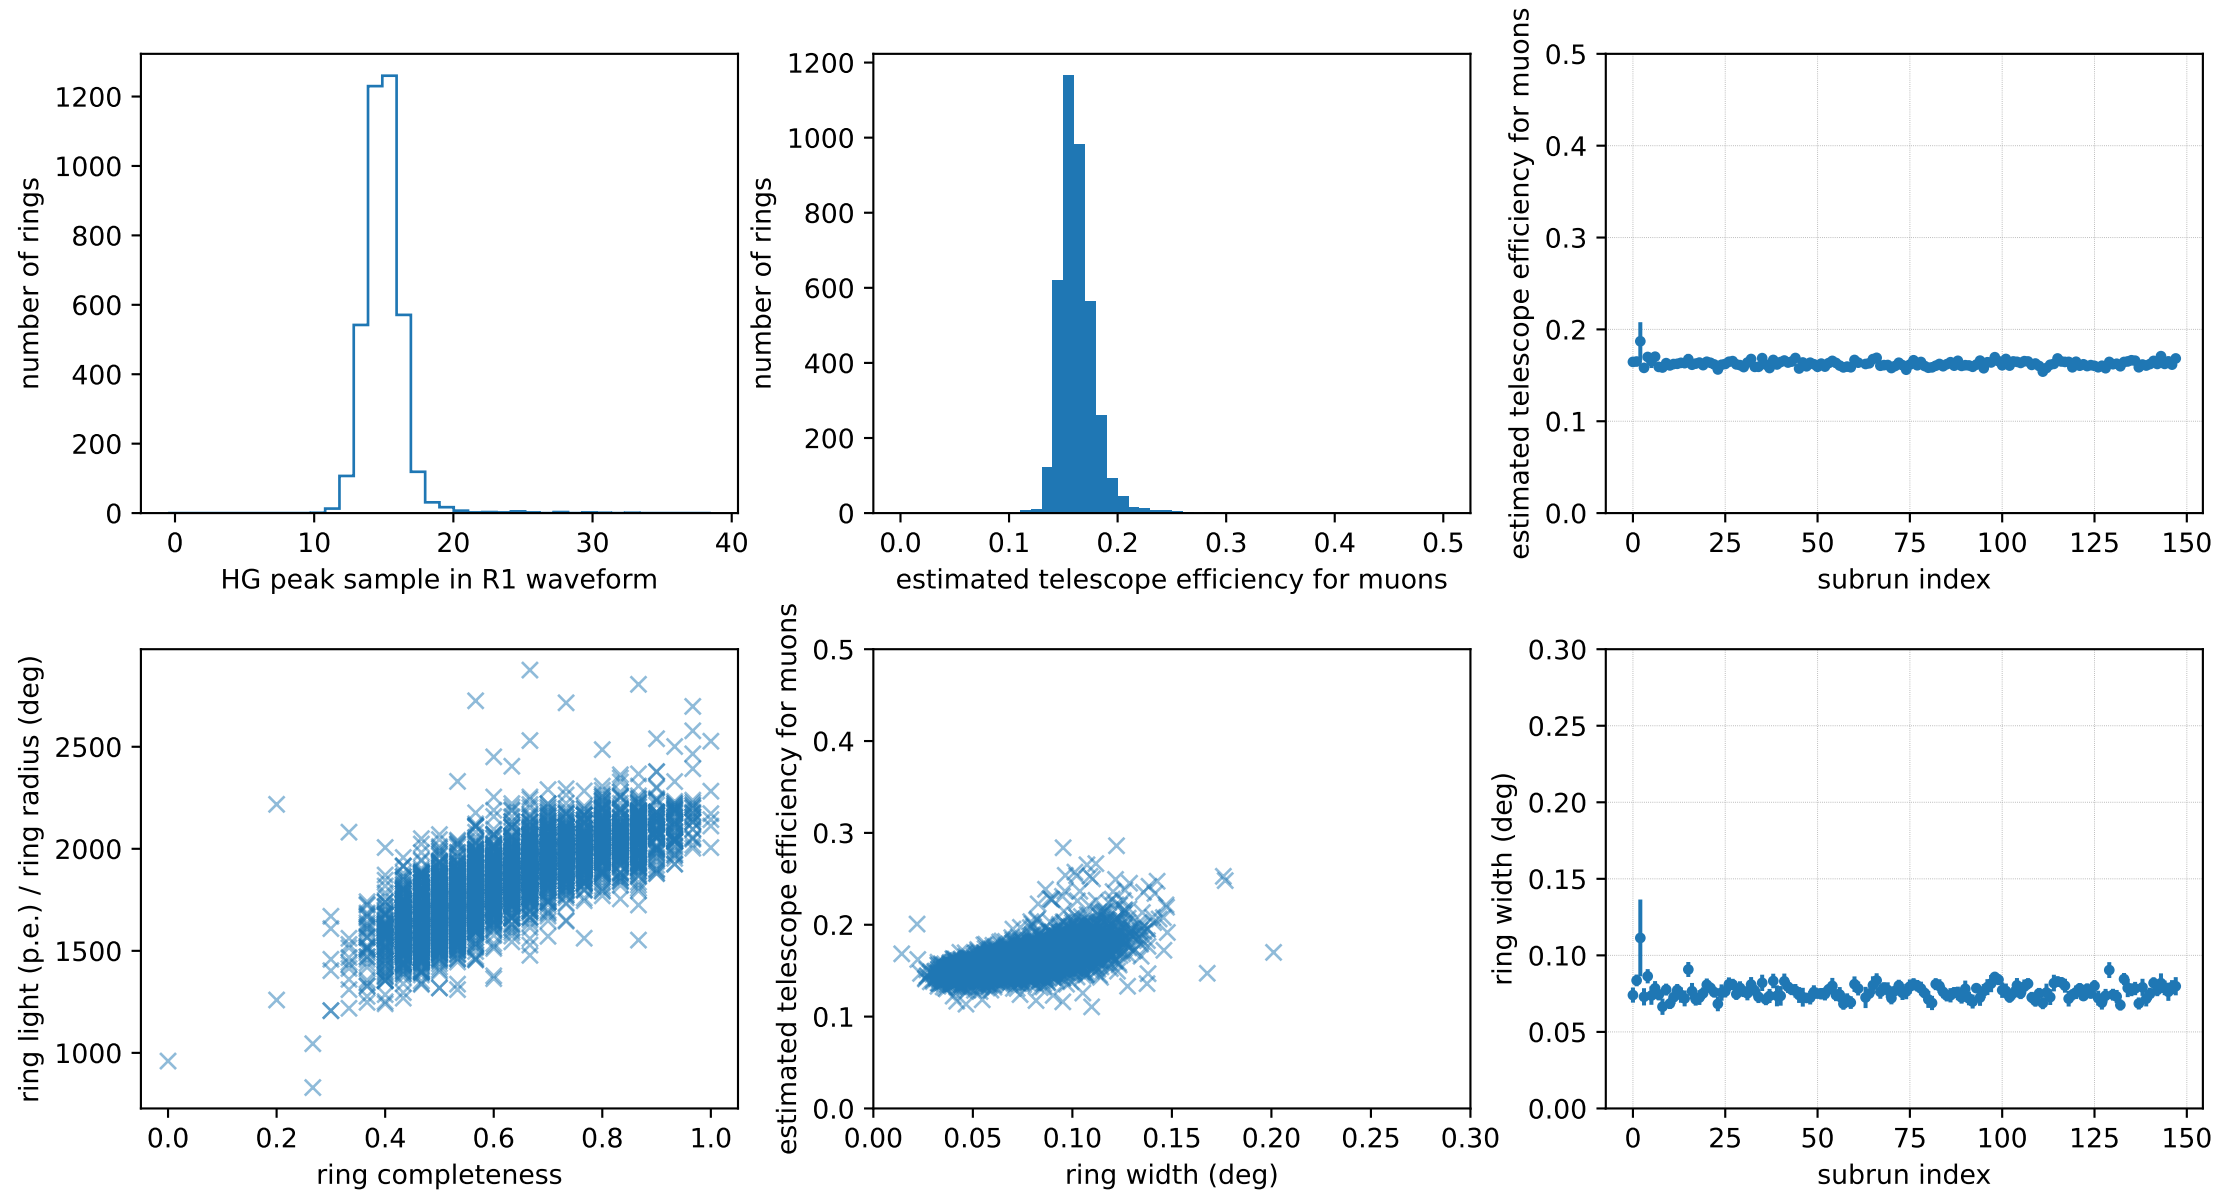 number of rings
1200
1000
800
600
400
200
0
0 10 20 30 40
HG peak sample in R1 waveform
number of rings
1200
1000
800
600
400
200
0
0.0 0.1 0.2 0.3 0.4 0.5
estimated telescope efficiency for muons
estimated telescope efficiency for muons
0.5
0.4
0.3
0.2
0.1
0.0
0 25 50 75 100 125 150
subrun index
ring light (p.e.) / ring radius (deg)
2500
2000
1500
1000
0.0 0.2 0.4 0.6 0.8 1.0
ring completeness
estimated telescope efficiency for muons
0.5
0.4
0.3
0.2
0.1
0.0
0.00 0.05 0.10 0.15 0.20 0.25 0.30
ring width (deg)
ring width (deg)
0.30
0.25
0.20
0.15
0.10
0.05
0.00
0 25 50 75 100 125 150
subrun index